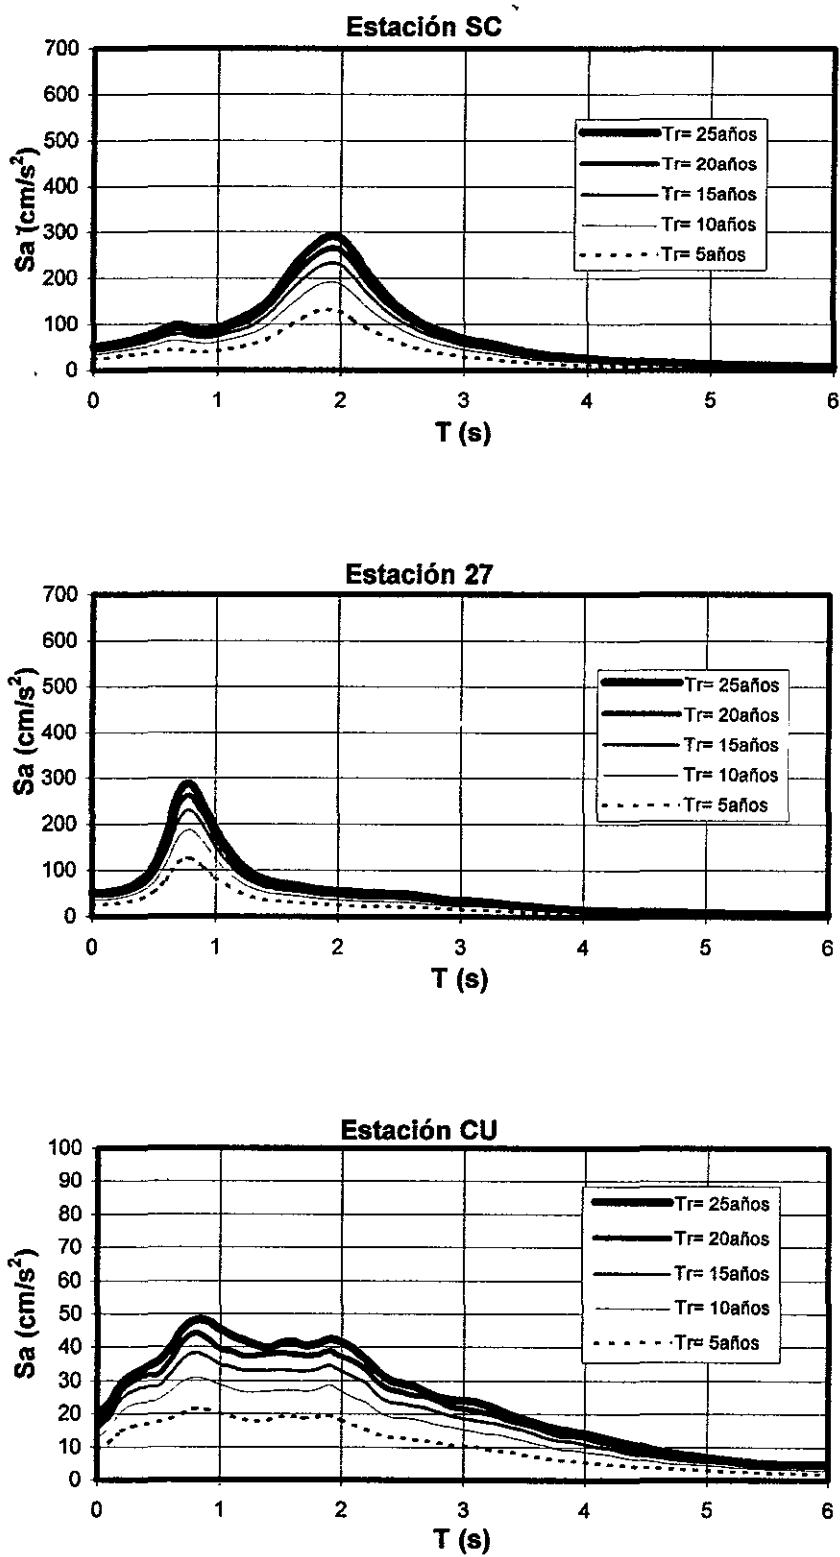 Estación SC
700
600
500
400
300
200
100
0
Sa (cm/s²)
Tr= 25años
Tr= 20años
Tr= 15años
Tr= 10años
Tr= 5años
0 1 2 3 4 5 6
T (s)
Estación 27
700
600
500
400
300
200
100
0
Sa (cm/s²)
Tr= 25años
Tr= 20años
Tr= 15años
Tr= 10años
Tr= 5años
0 1 2 3 4 5 6
T (s)
Estación CU
100
90
80
70
60
50
40
30
20
10
0
Sa (cm/s²)
Tr= 25años
Tr= 20años
Tr= 15años
Tr= 10años
Tr= 5años
0 1 2 3 4 5 6
T (s)